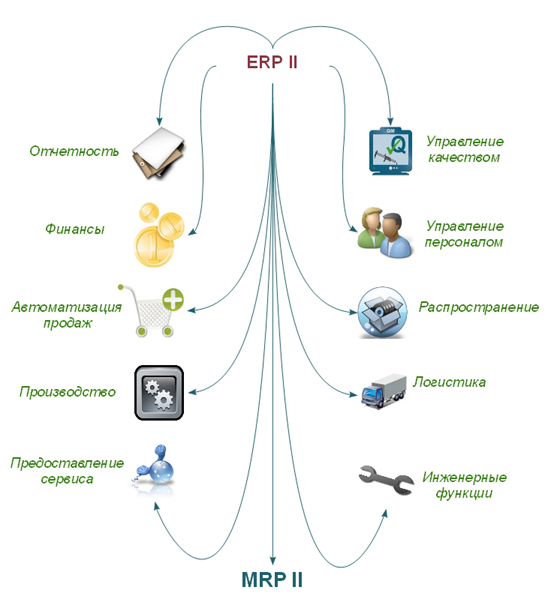 ERP II
Отчетность
QM
Q
Управление
качеством
Финансы
Управление
персоналом
Автоматизация
продаж
Распространение
Производство
Логистика
Предоставление
сервиса
Инженерные
функции
MRP II